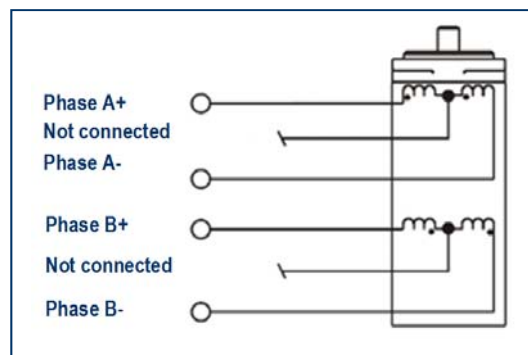 Phase A+
Not connected
Phase A-
Phase B+
Not connected
Phase B-